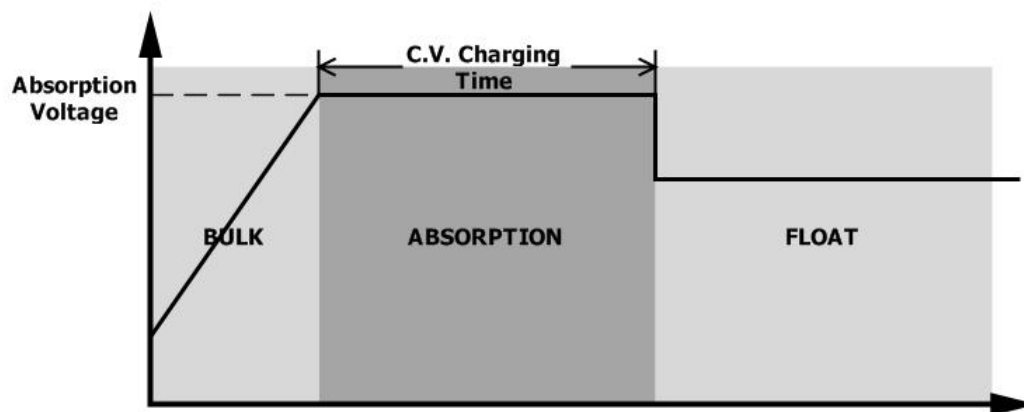 C.V. Charging
Time
Absorption
Voltage
BULK
ABSORPTION
FLOAT